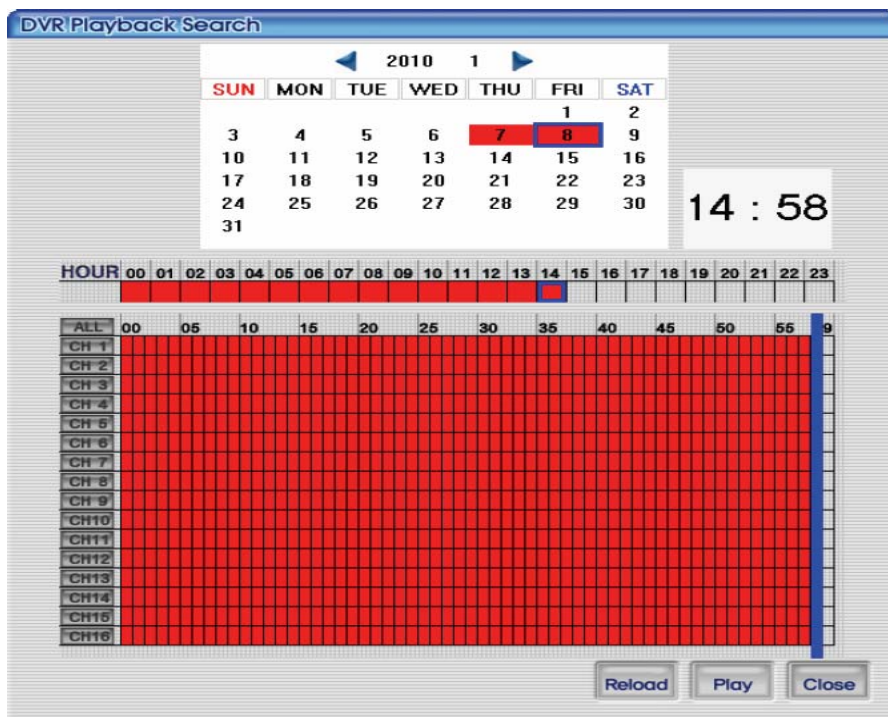 DVR Playback Search
2010 1
SUN MON TUE WED THU FRI SAT
1 2
3 4 5 6 7 8 9
10 11 12 13 14 15 16
17 18 19 20 21 22 23
24 25 26 27 28 29 30
31
14 : 58
HOUR 00 01 02 03 04 05 06 07 08 09 10 11 12 13 14 15 16 17 18 19 20 21 22 23
ALL 00 05 10 15 20 25 30 35 40 45 50 55 9
CH 1
CH 2
CH 3
CH 4
CH 5
CH 6
CH 7
CH 8
CH 9
CH10
CH11
CH12
CH13
CH14
CH15
CH16
Reload Play Close